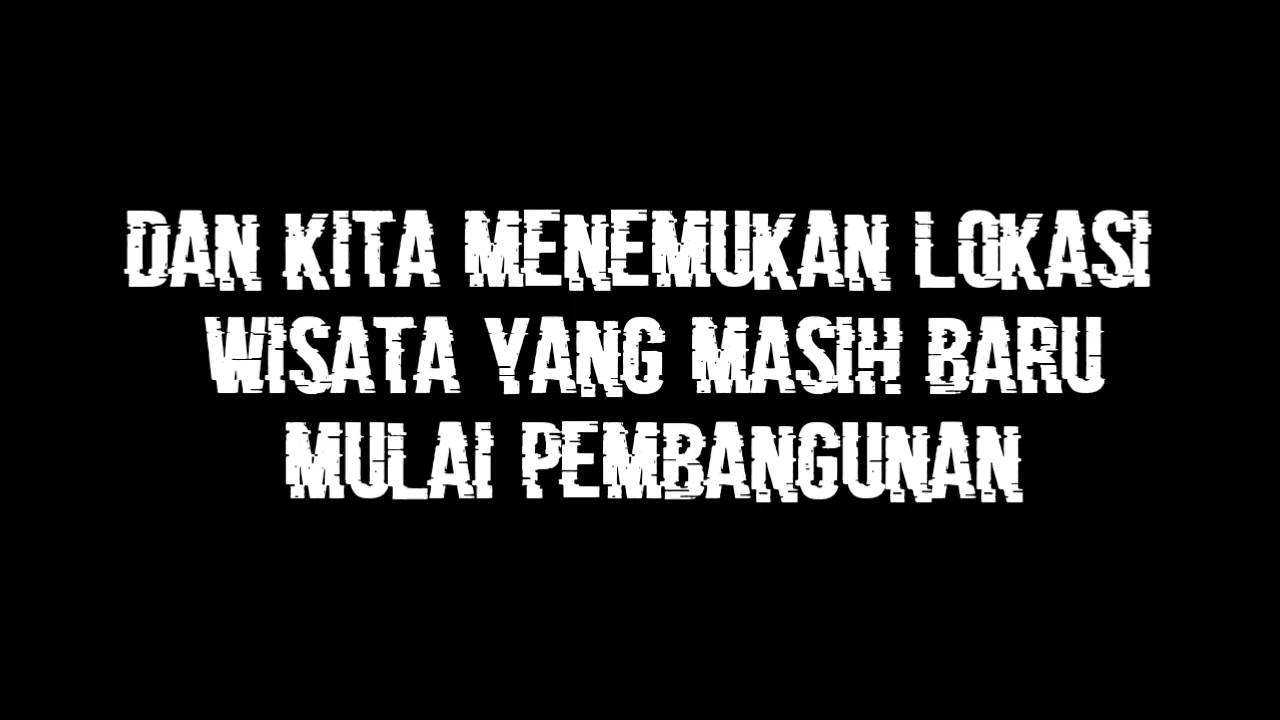 DAN KITA MENEMUKAN LOKASI
WISATA YANG MASIH BARU
MULAI PEMBANGUNAN